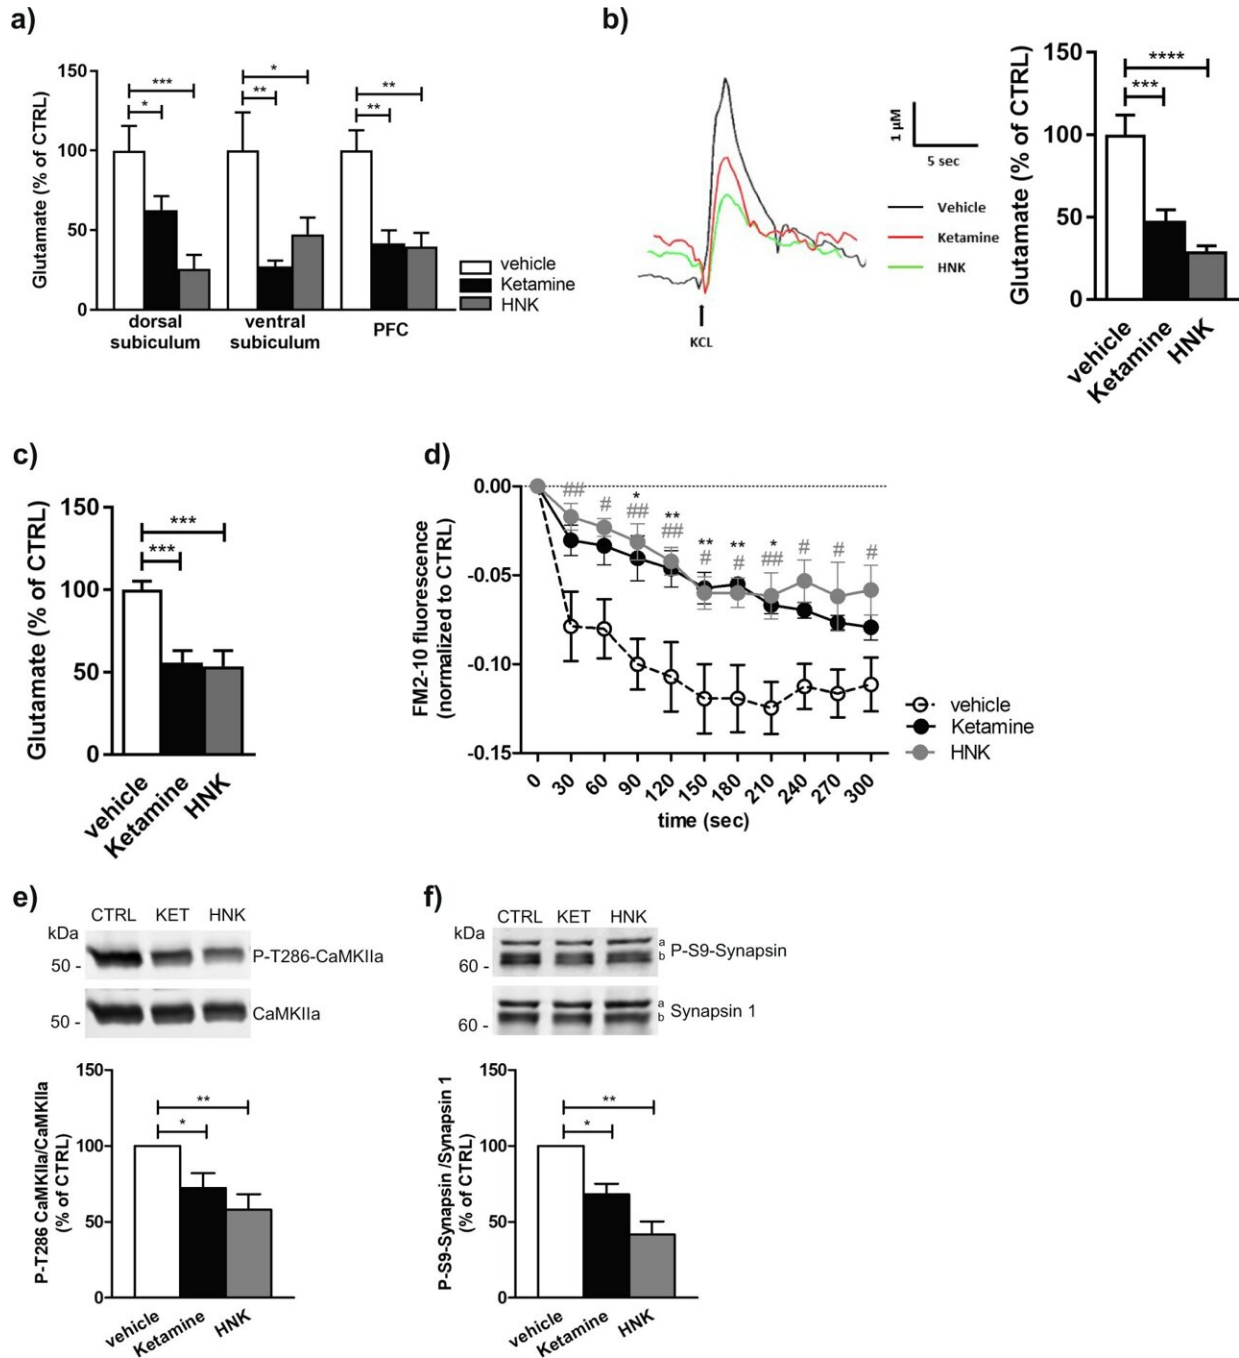 a)
Glutamate (% of CTRL)
150
100
50
0
***
*
*
**
**
**
dorsal
subiculum
ventral
subiculum
PFC
vehicle
Ketamine
HNK
b)
1 µM
5 sec
Vehicle
Ketamine
HNK
KCL
Glutamate (% of CTRL)
150
100
50
0
****
***
vehicle
Ketamine
HNK
c)
Glutamate (% of CTRL)
150
100
50
0
***
***
vehicle
Ketamine
HNK
d)
FM2-10 fluorescence
(normalized to CTRL)
0.00
-0.05
-0.10
-0.15
##
#
*
##
**
##
**
#
**
#
*
##
#
#
#
0
30
60
90
120
150
180
210
240
270
300
time (sec)
vehicle
Ketamine
HNK
e)
CTRL KET HNK
kDa
50 -
P-T286-CaMKIIa
50 -
CaMKIIa
P-T286 CaMKIIa/CaMKIIa
(% of CTRL)
150
100
50
0
**
*
vehicle
Ketamine
HNK
f)
CTRL KET HNK
kDa
60 -
a
b
P-S9-Synapsin
60 -
a
b
Synapsin 1
P-S9-Synapsin /Synapsin 1
(% of CTRL)
150
100
50
0
**
*
vehicle
Ketamine
HNK